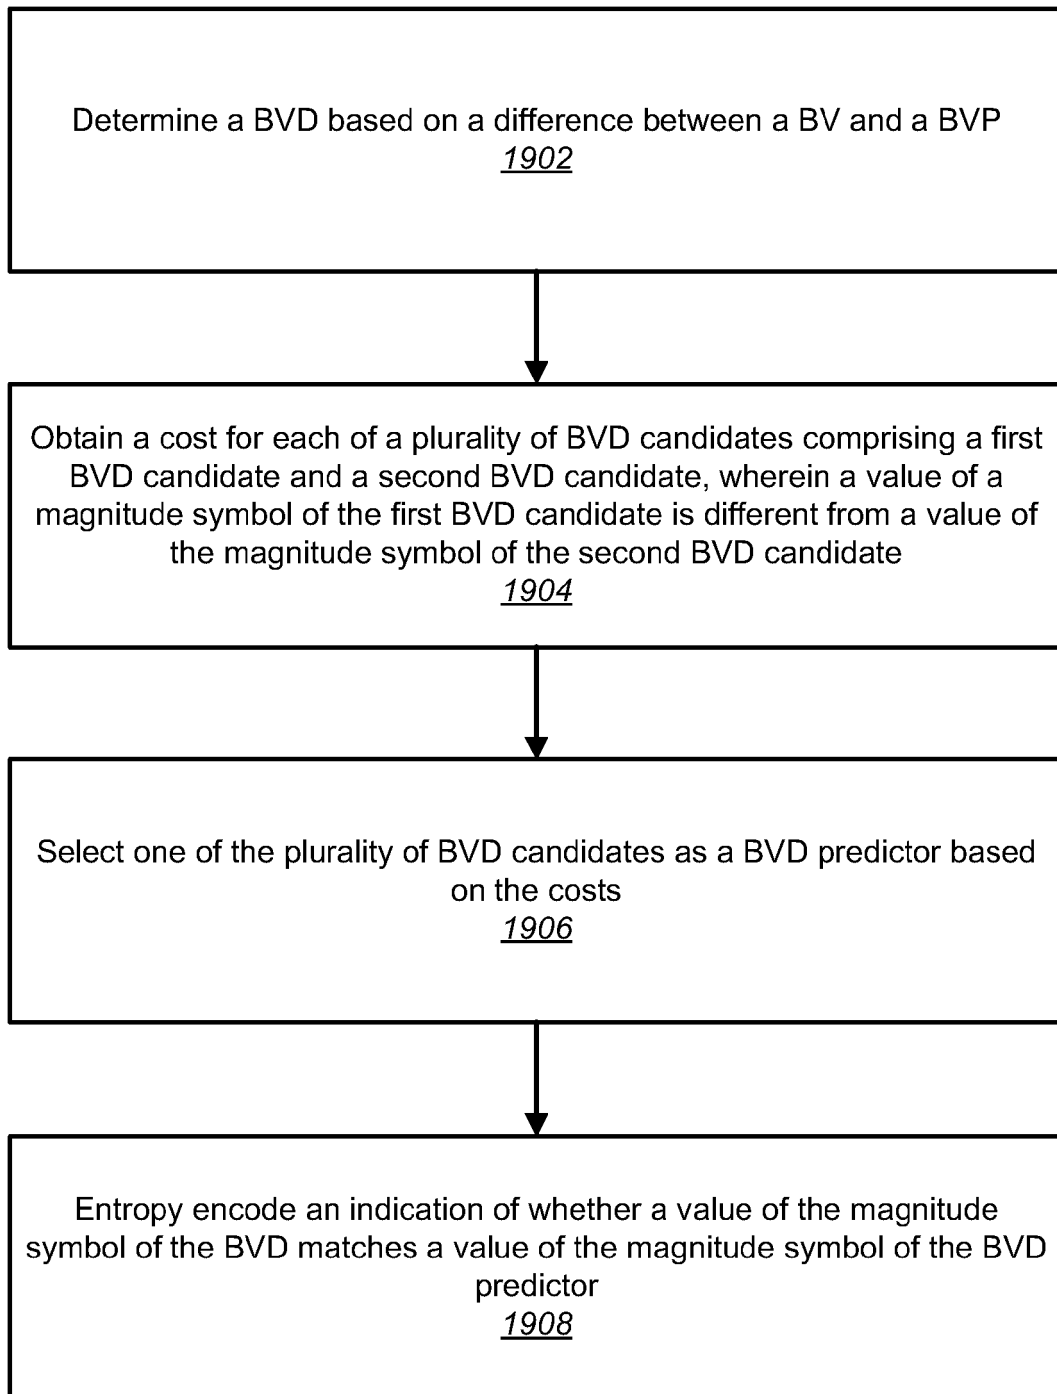 Determine a BVD based on a difference between a BV and a BVP
1902
Obtain a cost for each of a plurality of BVD candidates comprising a first
BVD candidate and a second BVD candidate, wherein a value of a
magnitude symbol of the first BVD candidate is different from a value of
the magnitude symbol of the second BVD candidate
1904
Select one of the plurality of BVD candidates as a BVD predictor based
on the costs
1906
Entropy encode an indication of whether a value of the magnitude
symbol of the BVD matches a value of the magnitude symbol of the BVD
predictor
1908